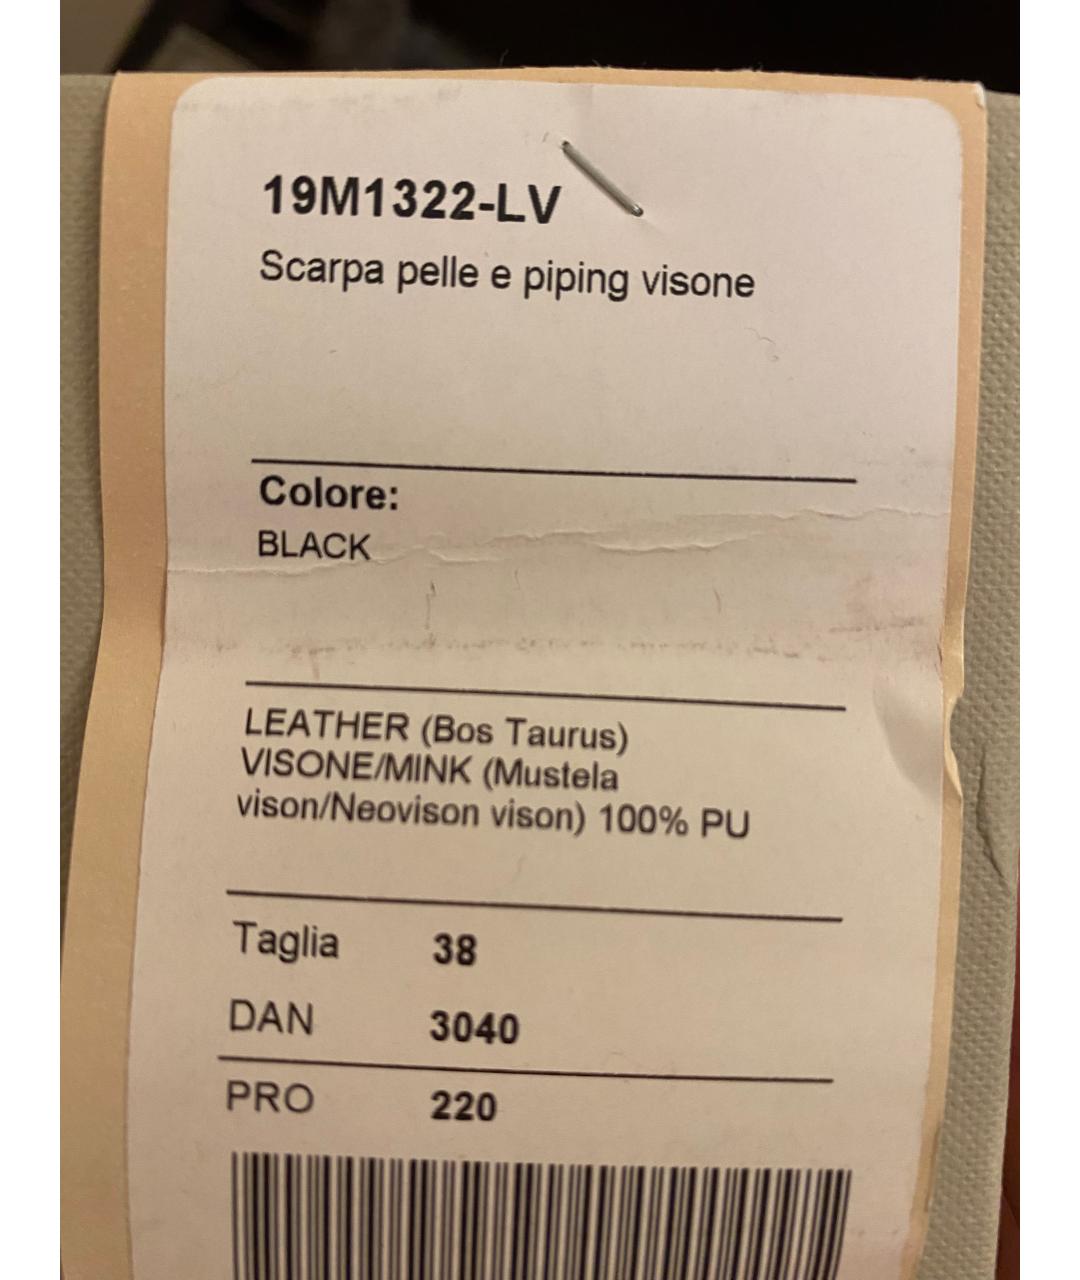 19M1322-LV
Scarpa pelle e piping visone
Colore:
BLACK
LEATHER (Bos Taurus)
VISONE/MINK (Mustela
vison/Neovison vison) 100% PU
Taglia 38
DAN 3040
PRO 220